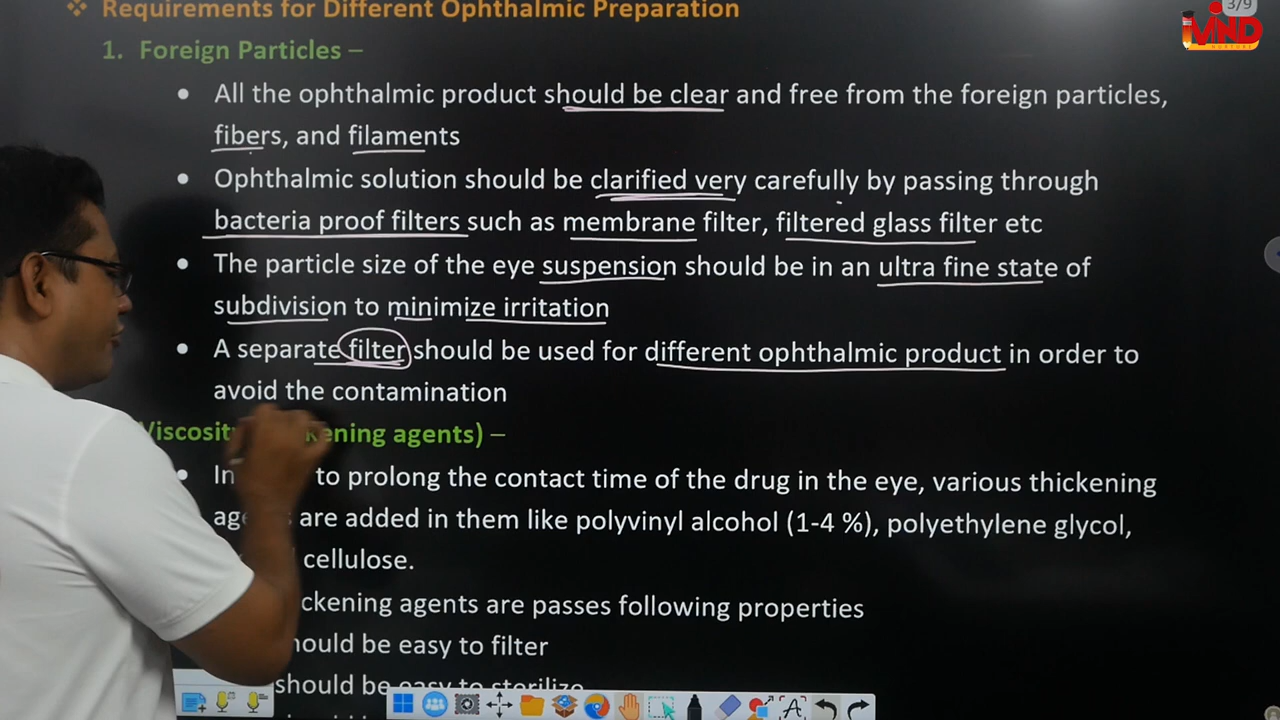 ❖ Requirements for Different Ophthalmic Preparation
3/9
MIND
NURTURE
1. Foreign Particles –
• All the ophthalmic product should be clear and free from the foreign particles,
fibers, and filaments
• Ophthalmic solution should be clarified very carefully by passing through
bacteria proof filters such as membrane filter, filtered glass filter etc
• The particle size of the eye suspension should be in an ultra fine state of
subdivision to minimize irritation
• A separate filter should be used for different ophthalmic product in order to
avoid the contamination
kening agents) –
• In to prolong the contact time of the drug in the eye, various thickening
are added in them like polyvinyl alcohol (1-4 %), polyethylene glycol,
cellulose.
ckening agents are passes following properties
hould be easy to filter
should be easy to sterilize